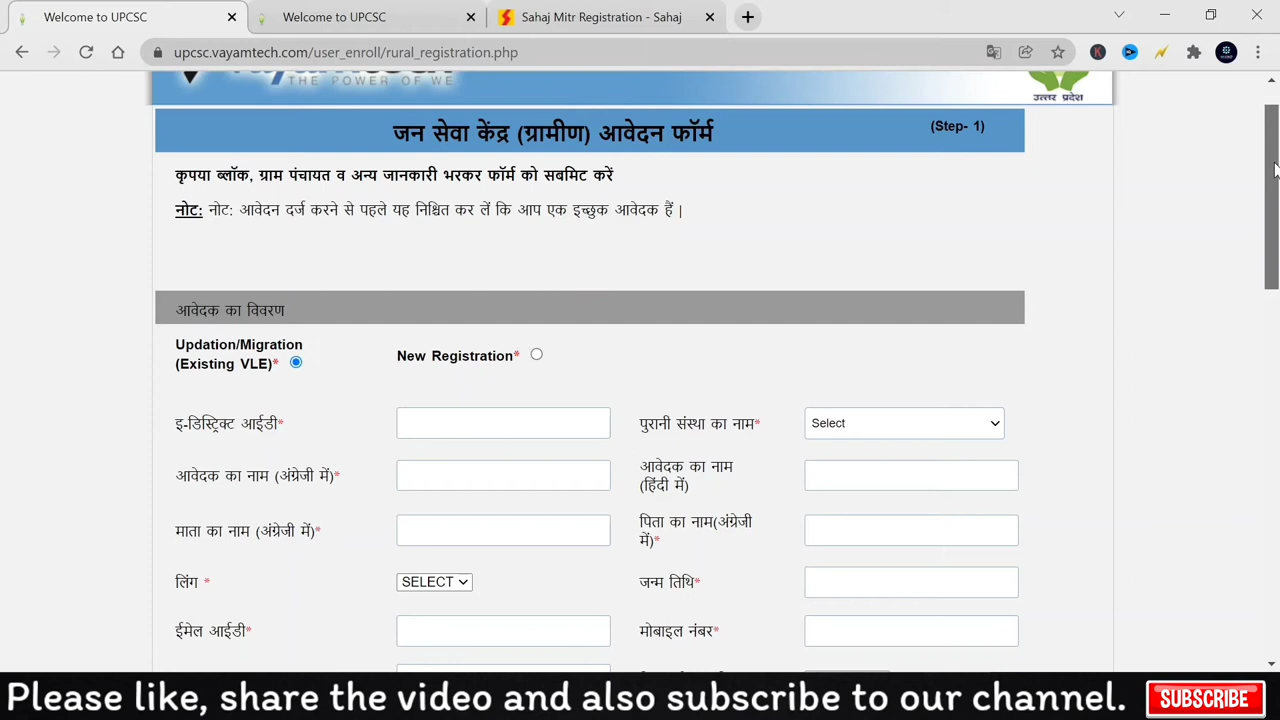 Welcome to UPCSC
Welcome to UPCSC
Sahaj Mitr Registration - Sahaj
upcsc.vayamtech.com/user_enroll/rural_registration.php
THE POWER OF WE
उत्तर प्रदेश
जन सेवा केंद्र (ग्रामीण) आवेदन फॉर्म
(Step- 1)
कृपया ब्लॉक, ग्राम पंचायत व अन्य जानकारी भरकर फॉर्म को सबमिट करें
नोट: नोट: आवेदन दर्ज करने से पहले यह निश्चित कर लें कि आप एक इच्छुक आवेदक हैं |
आवेदक का विवरण
Updation/Migration
(Existing VLE)*
New Registration*
इ-डिस्ट्रिक्ट आईडी*
पुरानी संस्था का नाम*
Select
आवेदक का नाम (अंग्रेजी में)*
आवेदक का नाम
(हिंदी में)
माता का नाम (अंग्रेजी में)*
पिता का नाम(अंग्रेजी
में)*
लिंग *
SELECT
जन्म तिथि*
ईमेल आईडी*
मोबाइल नंबर*
Please like, share the video and also subscribe to our channel.
SUBSCRIBE